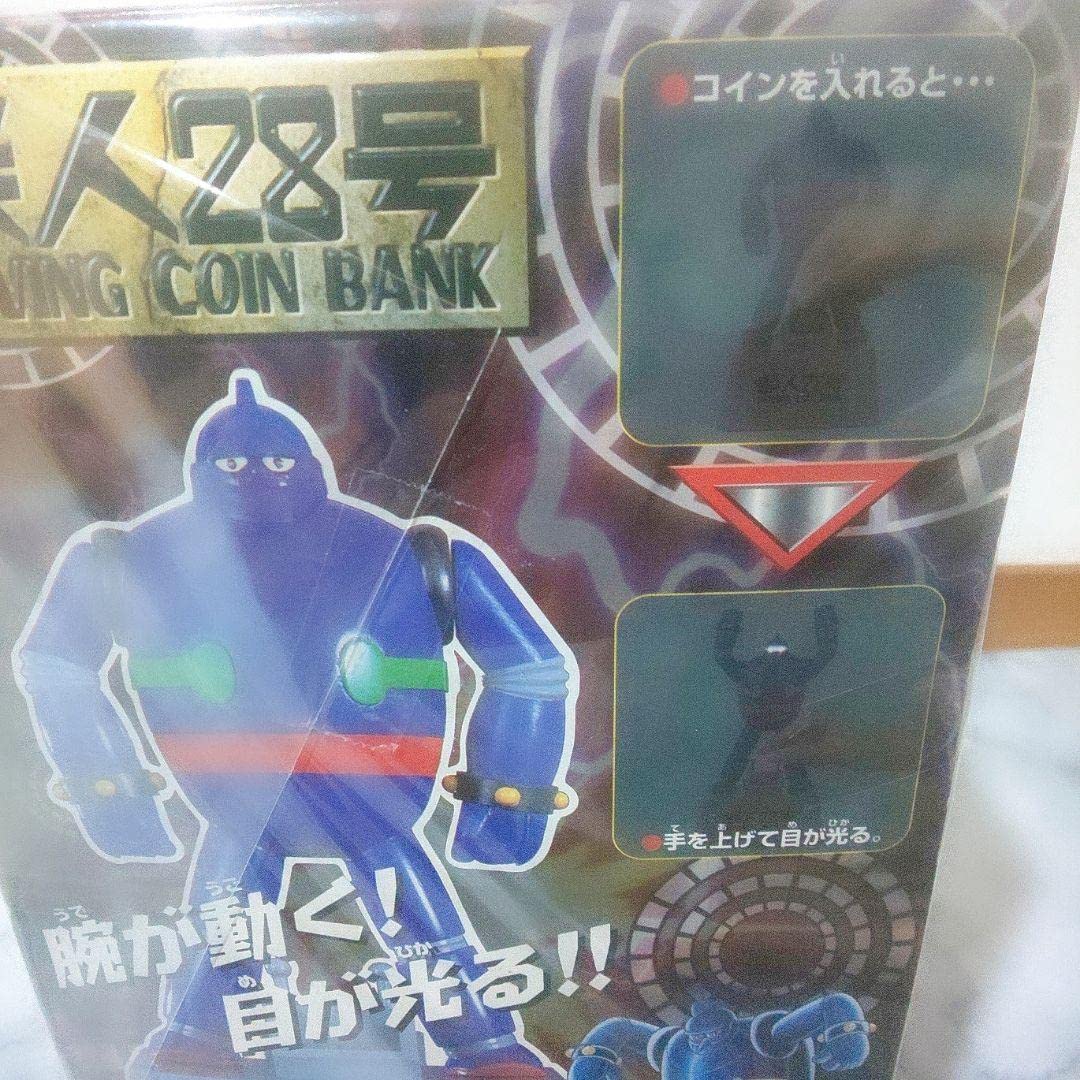 人28号
VING COIN BANK
●コインを入れると…
●手を上げて目が光る。
腕が動く!
目が光る!!